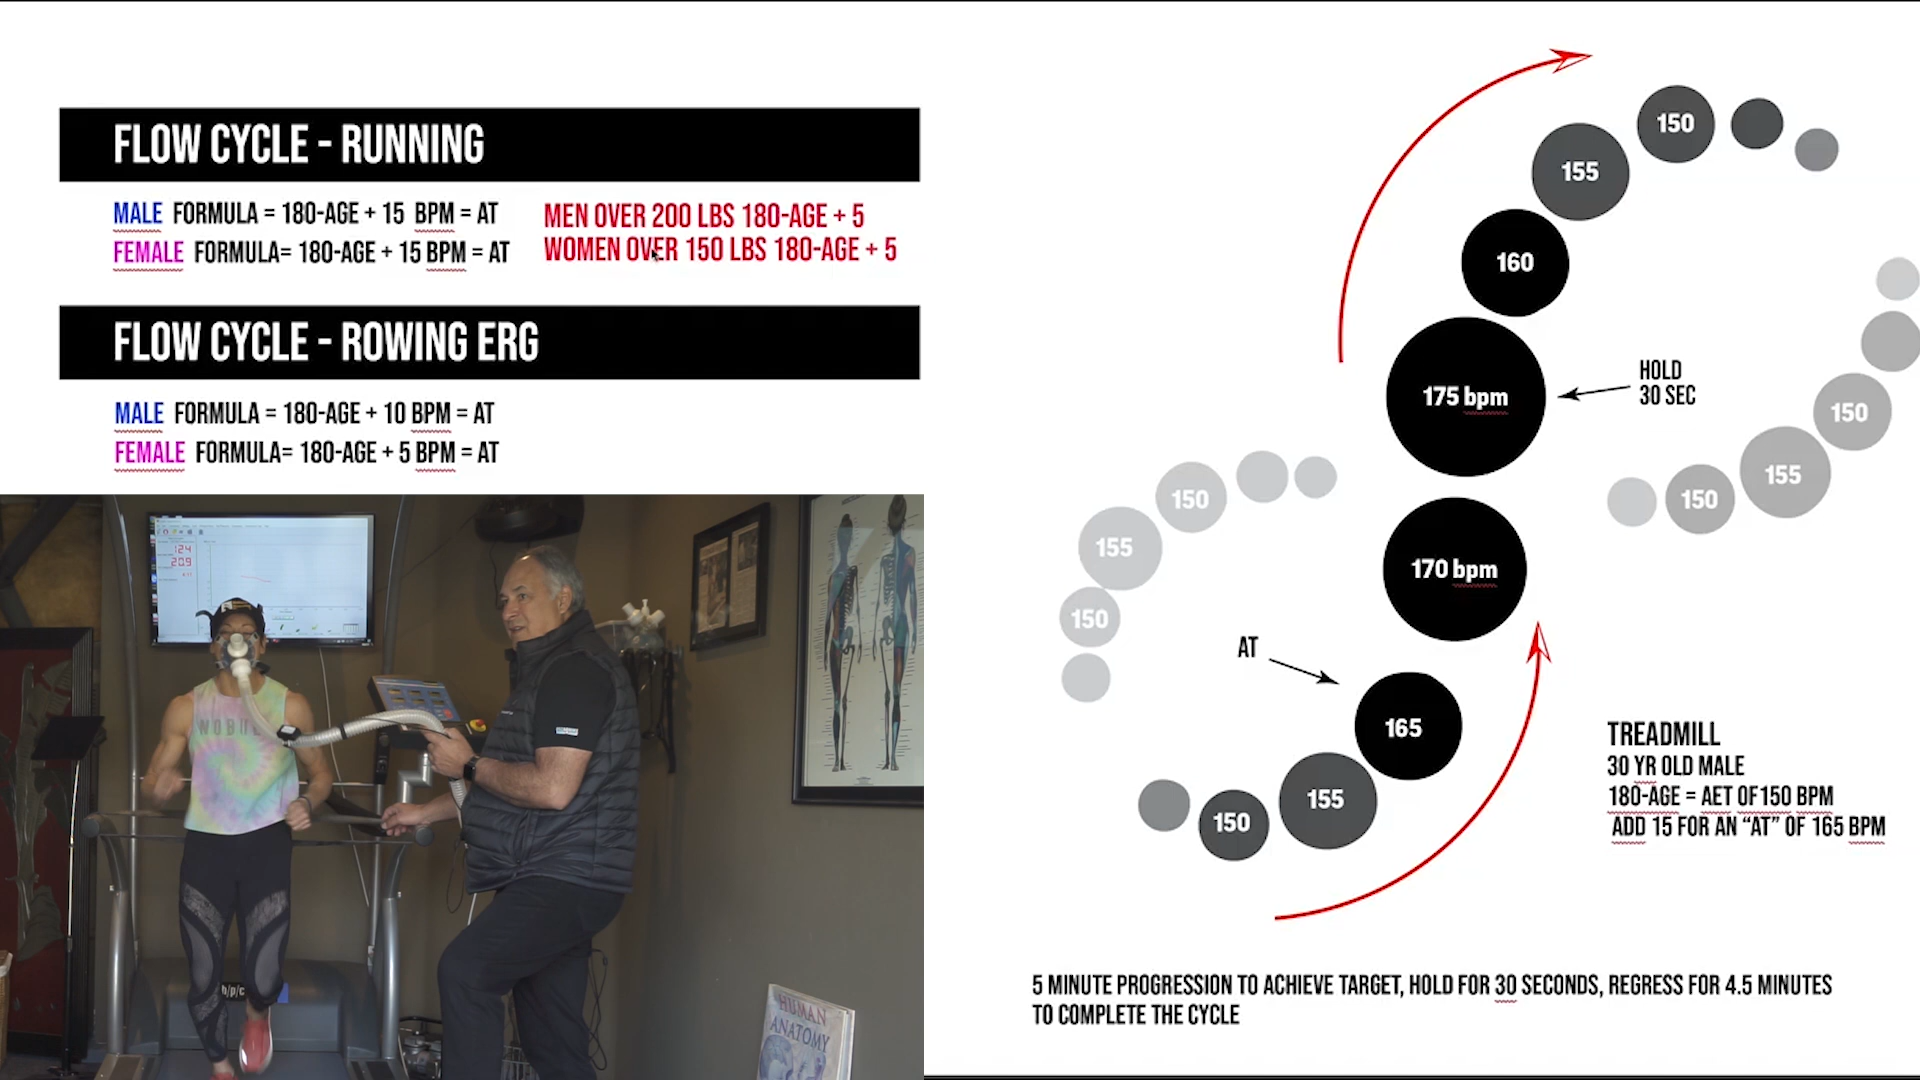 FLOW CYCLE - RUNNING
MALE FORMULA = 180-AGE + 15 BPM = AT
FEMALE FORMULA= 180-AGE + 15 BPM = AT
MEN OVER 200 LBS 180-AGE + 5
WOMEN OVER 150 LBS 180-AGE + 5
FLOW CYCLE - ROWING ERG
MALE FORMULA = 180-AGE + 10 BPM = AT
FEMALE FORMULA= 180-AGE + 5 BPM = AT
124
20.9
NOBU
h/p/c
HUMAN
ANATOMY
150
155
160
175 bpm
HOLD
30 SEC
150
155
150
150
155
150
170 bpm
AT
165
155
150
TREADMILL
30 YR OLD MALE
180-AGE = AET OF150 BPM
ADD 15 FOR AN “AT” OF 165 BPM
5 MINUTE PROGRESSION TO ACHIEVE TARGET, HOLD FOR 30 SECONDS, REGRESS FOR 4.5 MINUTES
TO COMPLETE THE CYCLE